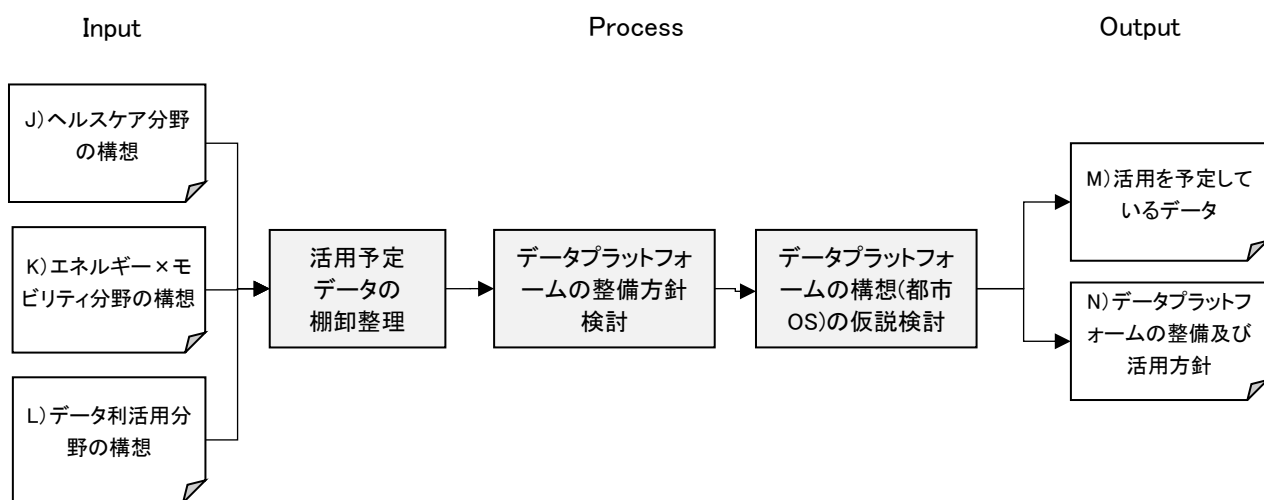 Input
Process
Output
J）ヘルスケア分野
の構想
K）エネルギー×モ
ビリティ分野の構想
L）データ利活用分
野の構想
活用予定
データの
棚卸整理
データプラットフォ
ームの整備方針
検討
データプラットフォ
ームの構想(都市
OS)の仮説検討
M）活用を予定して
いるデータ
N）データプラットフ
ォームの整備及び
活用方針